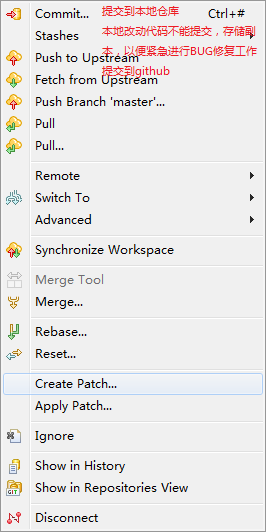 Commit... 提交到本地仓库 Ctrl+#
Stashes 本地改动代码不能提交，存储副
Push to Upstream 本，以便紧急进行BUG修复工作
Fetch from Upstream 提交到github
Push Branch 'master'...
Pull
Pull...
Remote
Switch To
Advanced
Synchronize Workspace
Merge Tool
Merge...
Rebase...
Reset...
Create Patch...
Apply Patch...
Ignore
Show in History
GIT Show in Repositories View
Disconnect